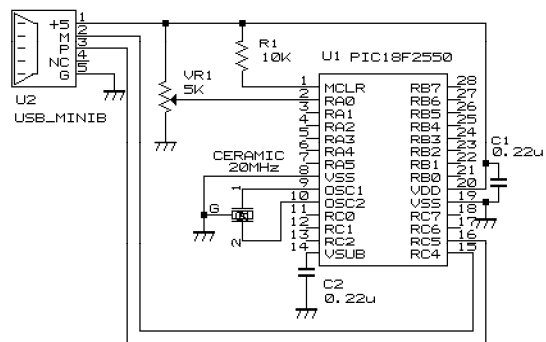 +5 1
M 2
P 3
NC 4
G 5
U2
USB_MINIB
VR1
5K
R1
10K
U1 PIC18F2550
1 MCLR RB7 28
2 RA0 RB6 27
3 RA1 RB5 26
4 RA2 RB4 25
5 RA3 RB3 24
6 RA4 RB2 23
7 RA5 RB1 22
8 VSS RB0 21
9 OSC1 VDD 20
10 OSC2 VSS 19
11 RC0 RC7 18
12 RC1 RC6 17
13 RC2 RC5 16
14 VSUB RC4 15
CERAMIC
20MHz
1
G
2
C1
0.22u
C2
0.22u